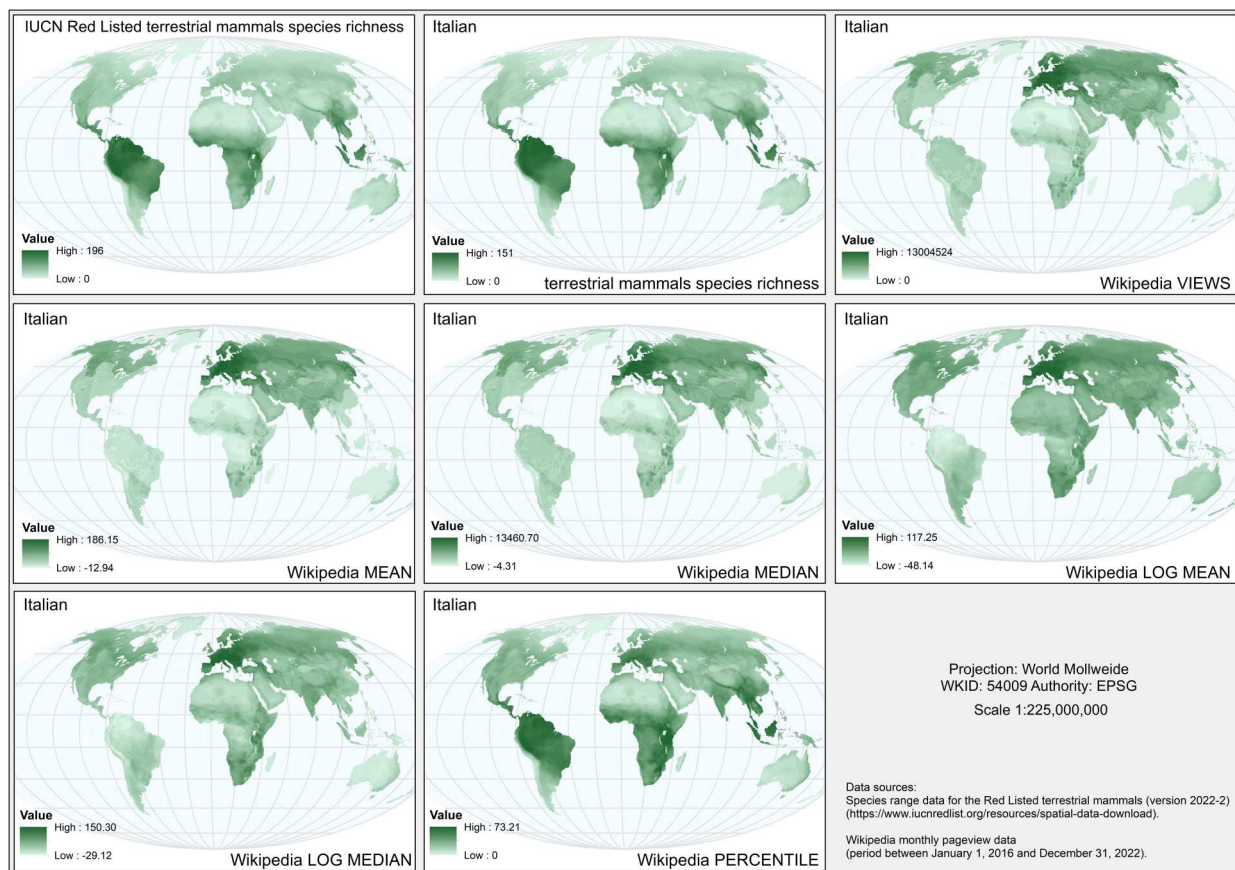 IUCN Red Listed terrestrial mammals species richness
Value
High : 196
Low : 0
Italian
Value
High : 151
Low : 0
terrestrial mammals species richness
Italian
Value
High : 13004524
Low : 0
Wikipedia VIEWS
Italian
Value
High : 186.15
Low : -12.94
Wikipedia MEAN
Italian
Value
High : 13460.70
Low : -4.31
Wikipedia MEDIAN
Italian
Value
High : 117.25
Low : -48.14
Wikipedia LOG MEAN
Italian
Value
High : 150.30
Low : -29.12
Wikipedia LOG MEDIAN
Italian
Value
High : 73.21
Low : 0
Wikipedia PERCENTILE
Projection: World Mollweide
WKID: 54009 Authority: EPSG
Scale 1:225,000,000
Data sources:
Species range data for the Red Listed terrestrial mammals (version 2022-2)
(https://www.iucnredlist.org/resources/spatial-data-download).
Wikipedia monthly pageview data
(period between January 1, 2016 and December 31, 2022).